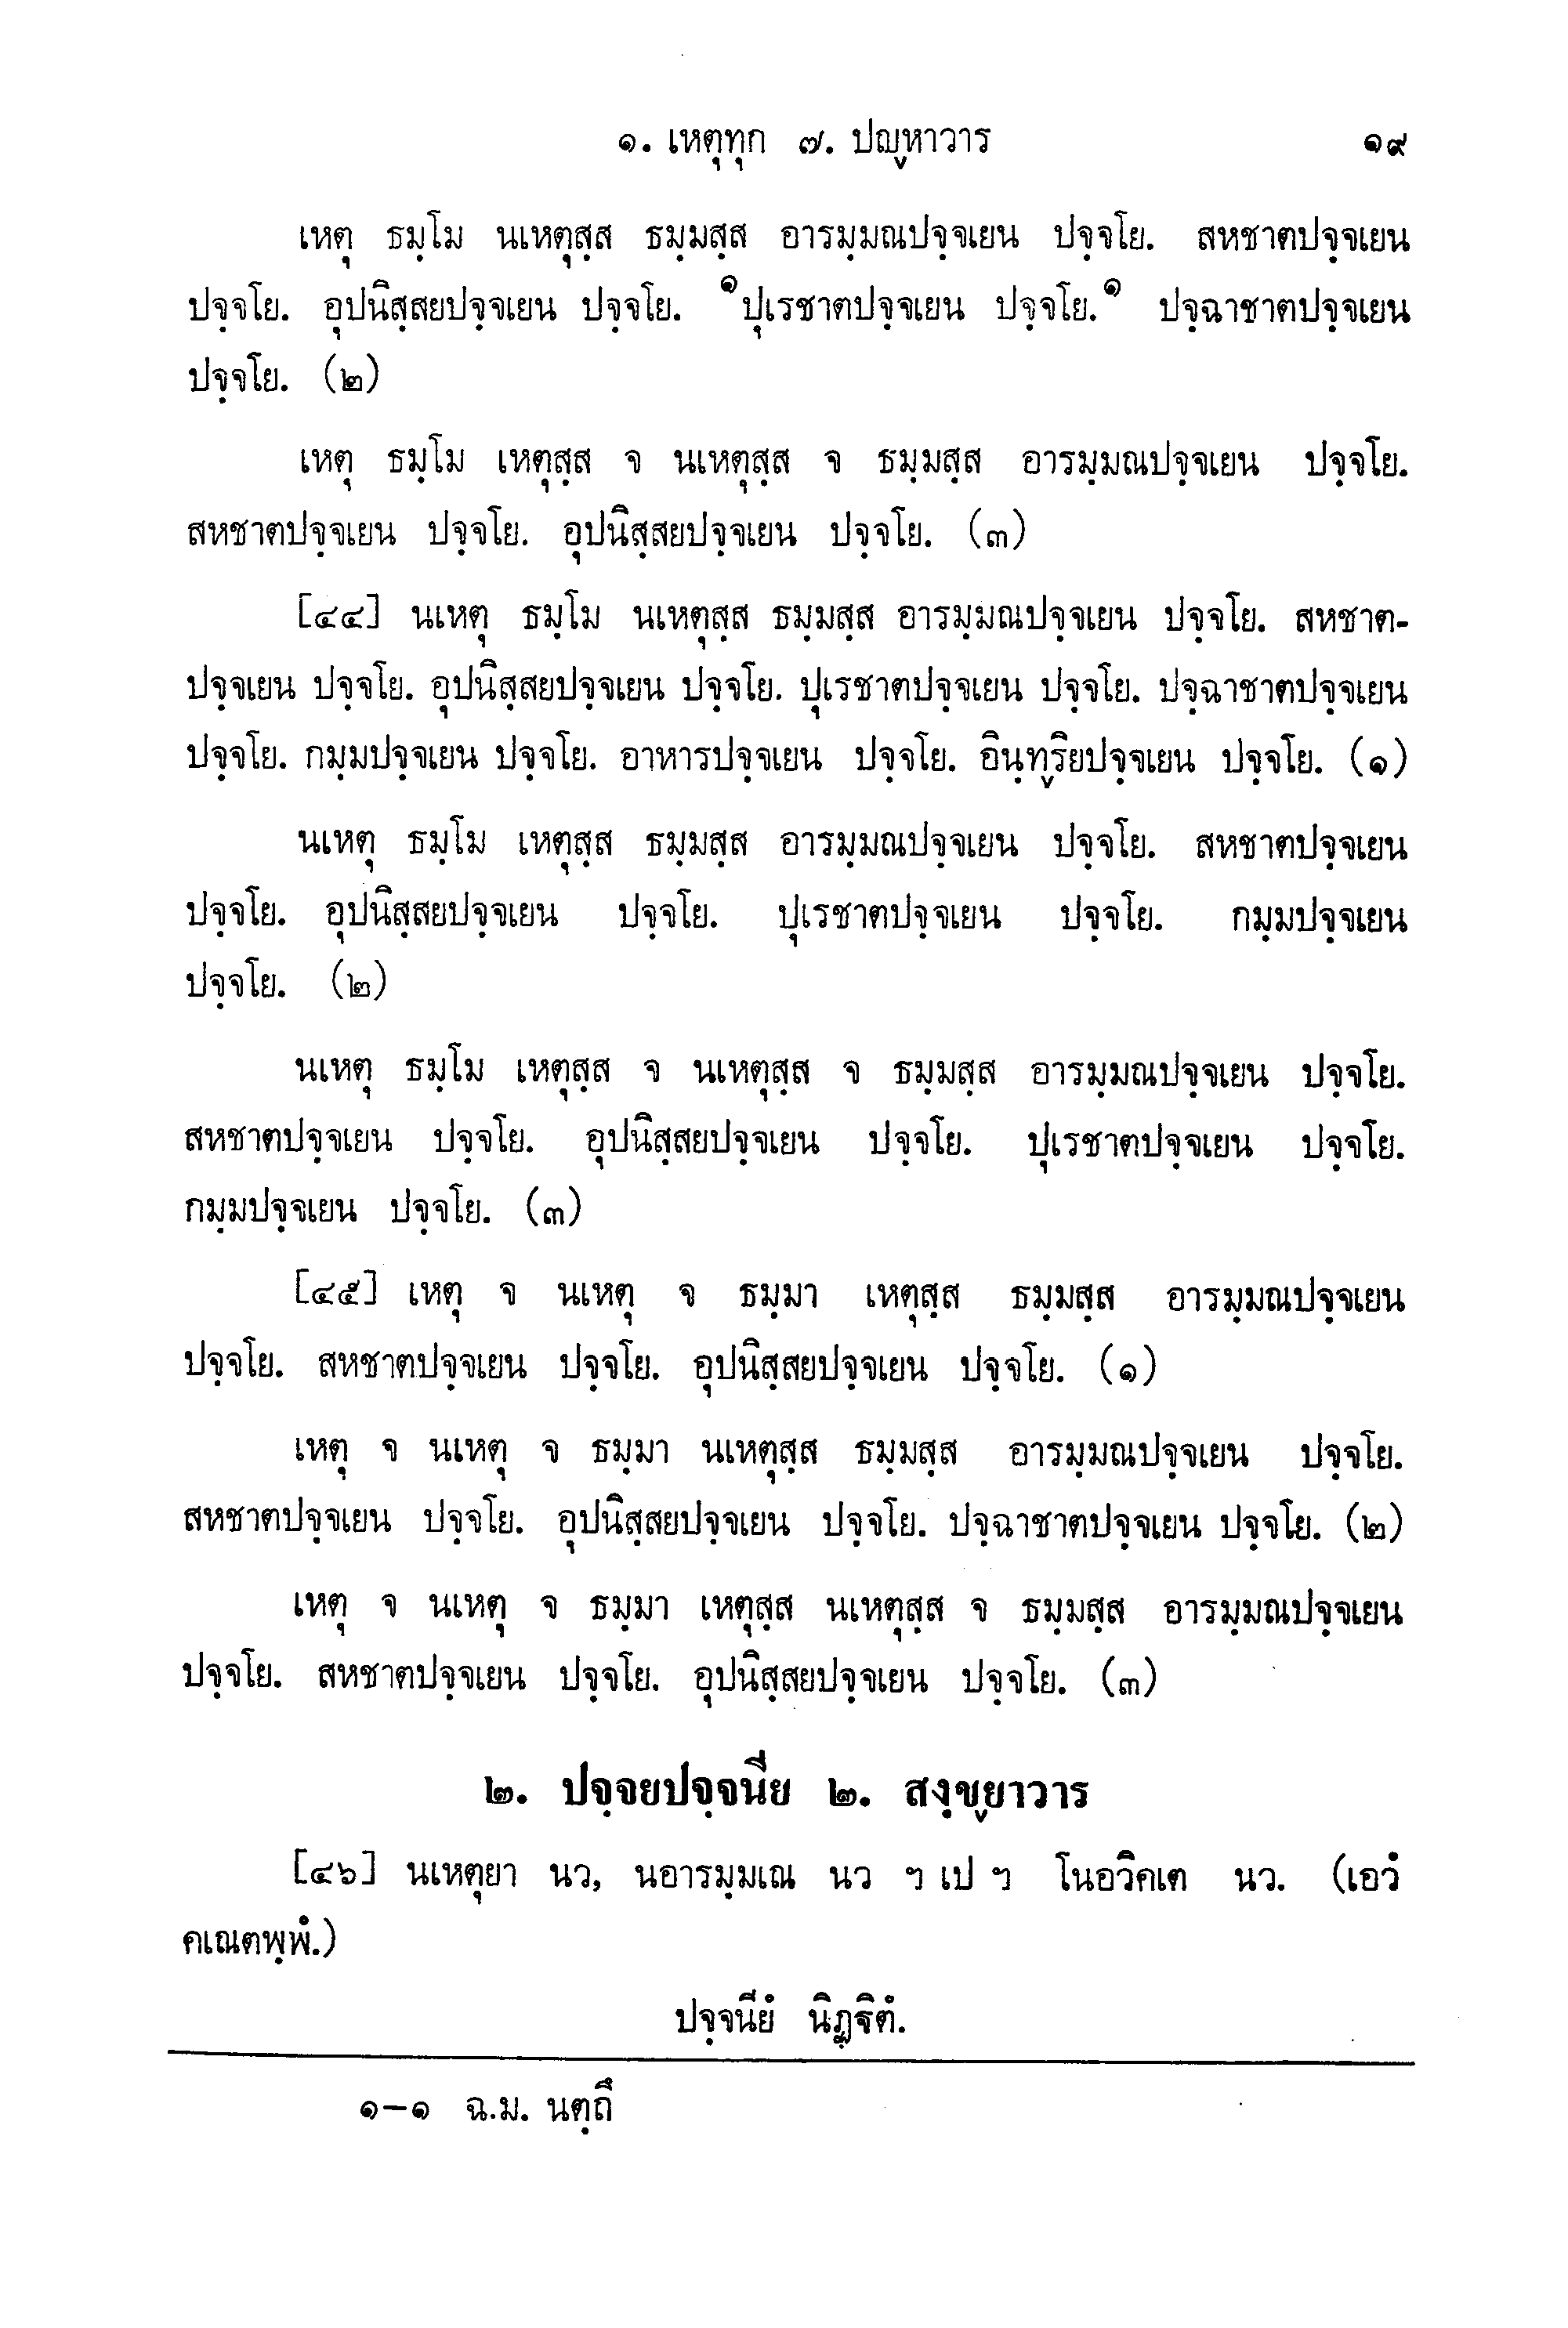 ๑. เหตุทุก ๗. ปญฺหาวาร ๑๙
เหตุ ธมฺโม นเหตุสฺส ธมฺมสฺส อารมฺมณปจฺจเยน ปจฺจโย. สหชาตปจฺจเยน
ปจฺจโย. อุปนิสฺสยปจฺจเยน ปจฺจโย. ๑ปุเรชาตปจฺจเยน ปจฺจโย.๑ ปจฺฉาชาตปจฺจเยน
ปจฺจโย. (๒)
เหตุ ธมฺโม เหตุสฺส จ นเหตุสฺส จ ธมฺมสฺส อารมฺมณปจฺจเยน ปจฺจโย.
สหชาตปจฺจเยน ปจฺจโย. อุปนิสฺสยปจฺจเยน ปจฺจโย. (๓)
[๔๔] นเหตุ ธมฺโม นเหตุสฺส ธมฺมสฺส อารมฺมณปจฺจเยน ปจฺจโย. สหชาต-
ปจฺจเยน ปจฺจโย. อุปนิสฺสยปจฺจเยน ปจฺจโย. ปุเรชาตปจฺจเยน ปจฺจโย. ปจฺฉาชาตปจฺจเยน
ปจฺจโย. กมฺมปจฺจเยน ปจฺจโย. อาหารปจฺจเยน ปจฺจโย. อินฺทฺริยปจฺจเยน ปจฺจโย. (๑)
นเหตุ ธมฺโม เหตุสฺส ธมฺมสฺส อารมฺมณปจฺจเยน ปจฺจโย. สหชาตปจฺจเยน
ปจฺจโย. อุปนิสฺสยปจฺจเยน ปจฺจโย. ปุเรชาตปจฺจเยน ปจฺจโย. กมฺมปจฺจเยน
ปจฺจโย. (๒)
นเหตุ ธมฺโม เหตุสฺส จ นเหตุสฺส จ ธมฺมสฺส อารมฺมณปจฺจเยน ปจฺจโย.
สหชาตปจฺจเยน ปจฺจโย. อุปนิสฺสยปจฺจเยน ปจฺจโย. ปุเรชาตปจฺจเยน ปจฺจโย.
กมฺมปจฺจเยน ปจฺจโย. (๓)
[๔๕] เหตุ จ นเหตุ จ ธมฺมา เหตุสฺส ธมฺมสฺส อารมฺมณปจฺจเยน
ปจฺจโย. สหชาตปจฺจเยน ปจฺจโย. อุปนิสฺสยปจฺจเยน ปจฺจโย. (๑)
เหตุ จ นเหตุ จ ธมฺมา นเหตุสฺส ธมฺมสฺส อารมฺมณปจฺจเยน ปจฺจโย.
สหชาตปจฺจเยน ปจฺจโย. อุปนิสฺสยปจฺจเยน ปจฺจโย. ปจฺฉาชาตปจฺจเยน ปจฺจโย. (๒)
เหตุ จ นเหตุ จ ธมฺมา เหตุสฺส นเหตุสฺส จ ธมฺมสฺส อารมฺมณปจฺจเยน
ปจฺจโย. สหชาตปจฺจเยน ปจฺจโย. อุปนิสฺสยปจฺจเยน ปจฺจโย. (๓)
๒. ปจฺจยปจฺจนีย ๒. สงฺขฺยาวาร
[๔๖] นเหตุยา นว, นอารมฺมเณ นว ฯ เป ฯ โนอวิคเต นว. (เอวํ
คเณตพฺพํ.)
ปจฺจนียํ นิฏฺฐิตํ.
๑-๑ ฉ.ม. นตฺถึ